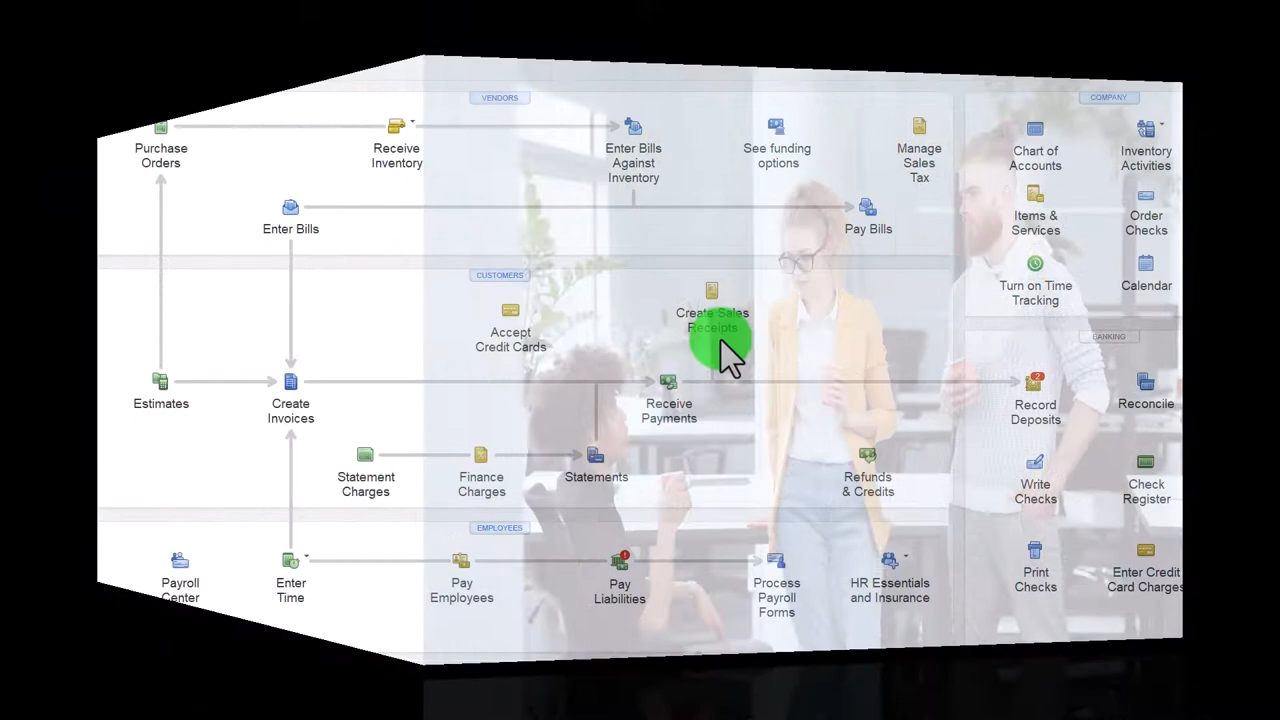 VENDORS
COMPANY
Purchase
Orders
Receive
Inventory
Enter Bills
Against
Inventory
See funding
options
Manage
Sales
Tax
Chart of
Accounts
Inventory
Activities
Enter Bills
Pay Bills
Items &
Services
Order
Checks
CUSTOMERS
Turn on Time
Tracking
Calendar
Accept
Credit Cards
Create Sales
Receipts
BANKING
Estimates
Create
Invoices
Receive
Payments
2
Record
Deposits
Reconcile
Statement
Charges
Finance
Charges
Statements
Refunds
& Credits
Write
Checks
Check
Register
EMPLOYEES
Payroll
Center
Enter
Time
Pay
Employees
Pay
Liabilities
Process
Payroll
Forms
HR Essentials
and Insurance
Print
Checks
Enter Credit
Card Charges